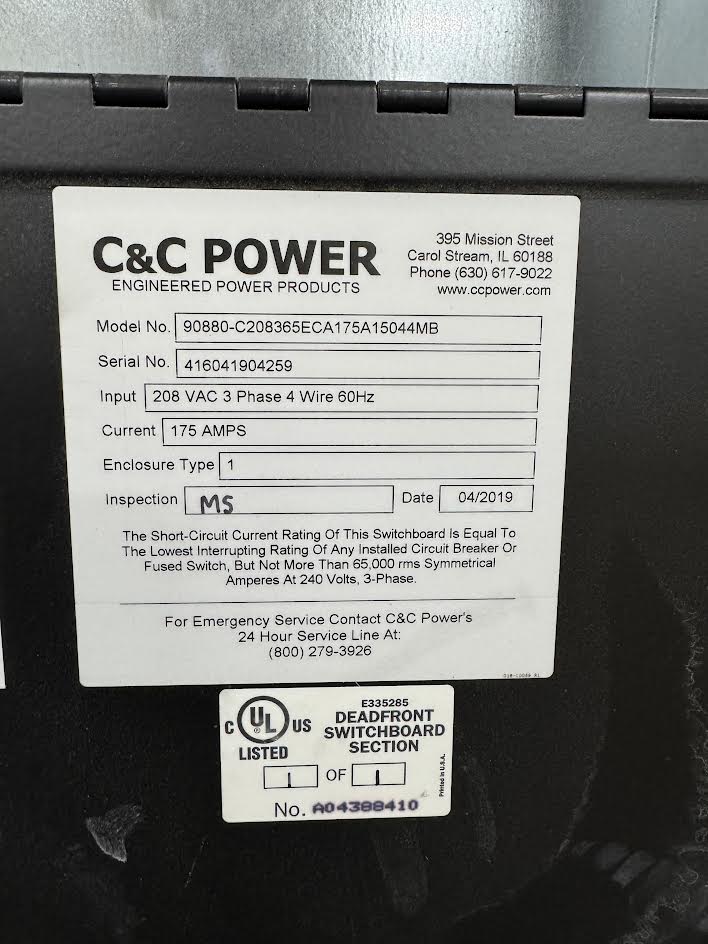 C&C POWER
ENGINEERED POWER PRODUCTS
395 Mission Street
Carol Stream, IL 60188
Phone (630) 617-9022
www.ccpower.com
Model No. 90880-C208365ECA175A15044MB
Serial No. 416041904259
Input 208 VAC 3 Phase 4 Wire 60Hz
Current 175 AMPS
Enclosure Type 1
Inspection MS Date 04/2019
The Short-Circuit Current Rating Of This Switchboard Is Equal To
The Lowest Interrupting Rating Of Any Installed Circuit Breaker Or
Fused Switch, But Not More Than 65,000 rms Symmetrical
Amperes At 240 Volts, 3-Phase.
For Emergency Service Contact C&C Power's
24 Hour Service Line At:
(800) 279-3926
C UL ® US
LISTED
E335285
DEADFRONT
SWITCHBOARD
SECTION
1 OF 1
No. A04388410
Printed in U.S.A.